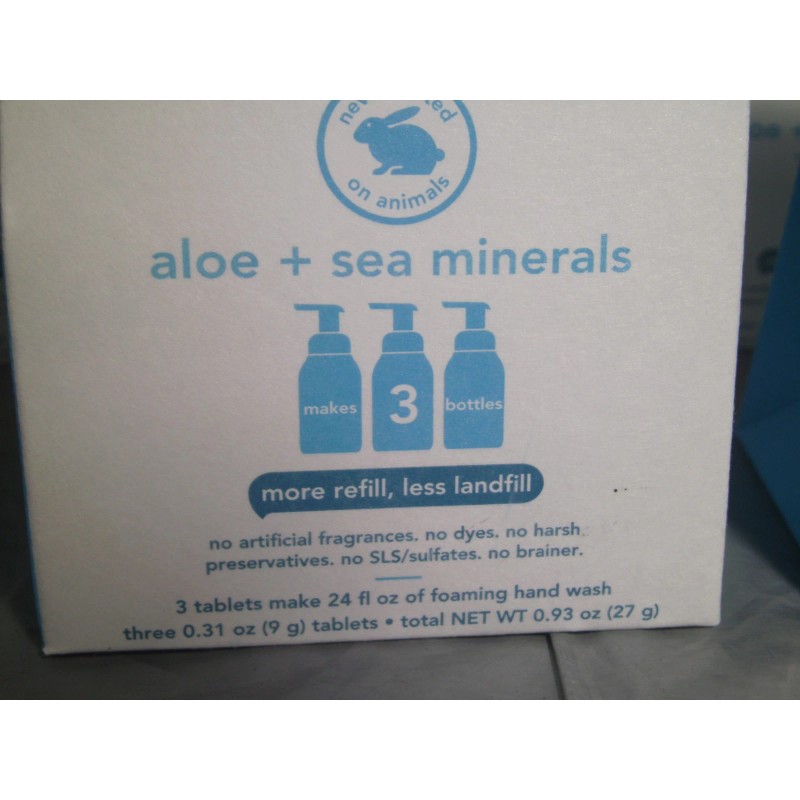 on animals
aloe + sea minerals
makes 3 bottles
more refill, less landfill
no artificial fragrances. no dyes. no harsh
preservatives. no SLS/sulfates. no brainer.
3 tablets make 24 fl oz of foaming hand wash
three 0.31 oz (9 g) tablets • total NET WT 0.93 oz (27 g)